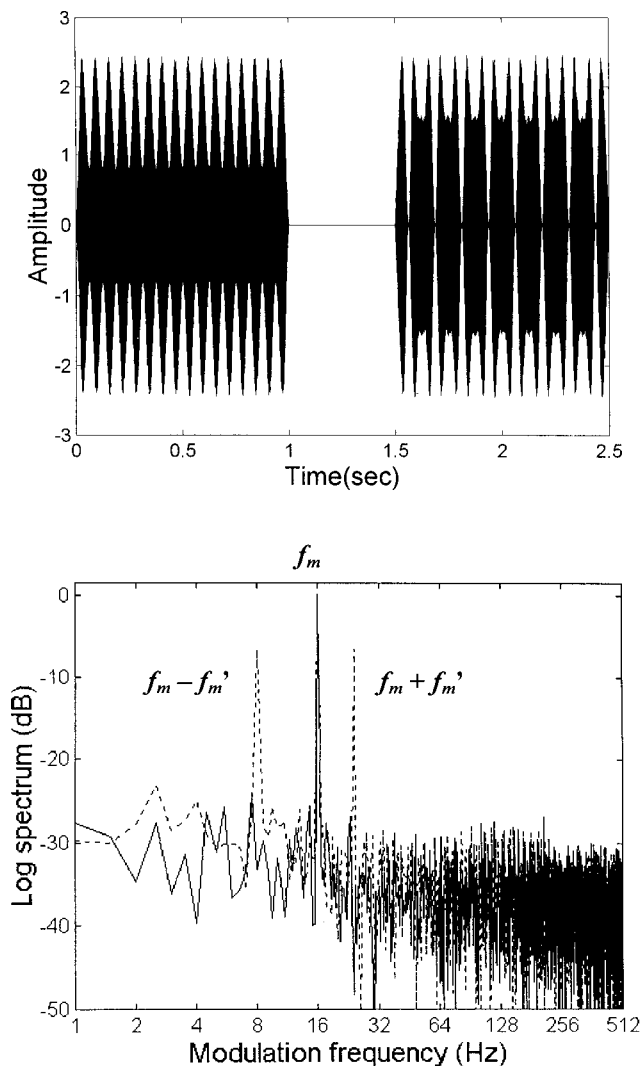 3
2
1
0
-1
-2
-3
Amplitude
0 0.5 1 1.5 2 2.5
Time(sec)
fm
0
-10
-20
-30
-40
-50
Log spectrum (dB)
fm – fm’
fm + fm’
1 2 4 8 16 32 64 128 256 512
Modulation frequency (Hz)